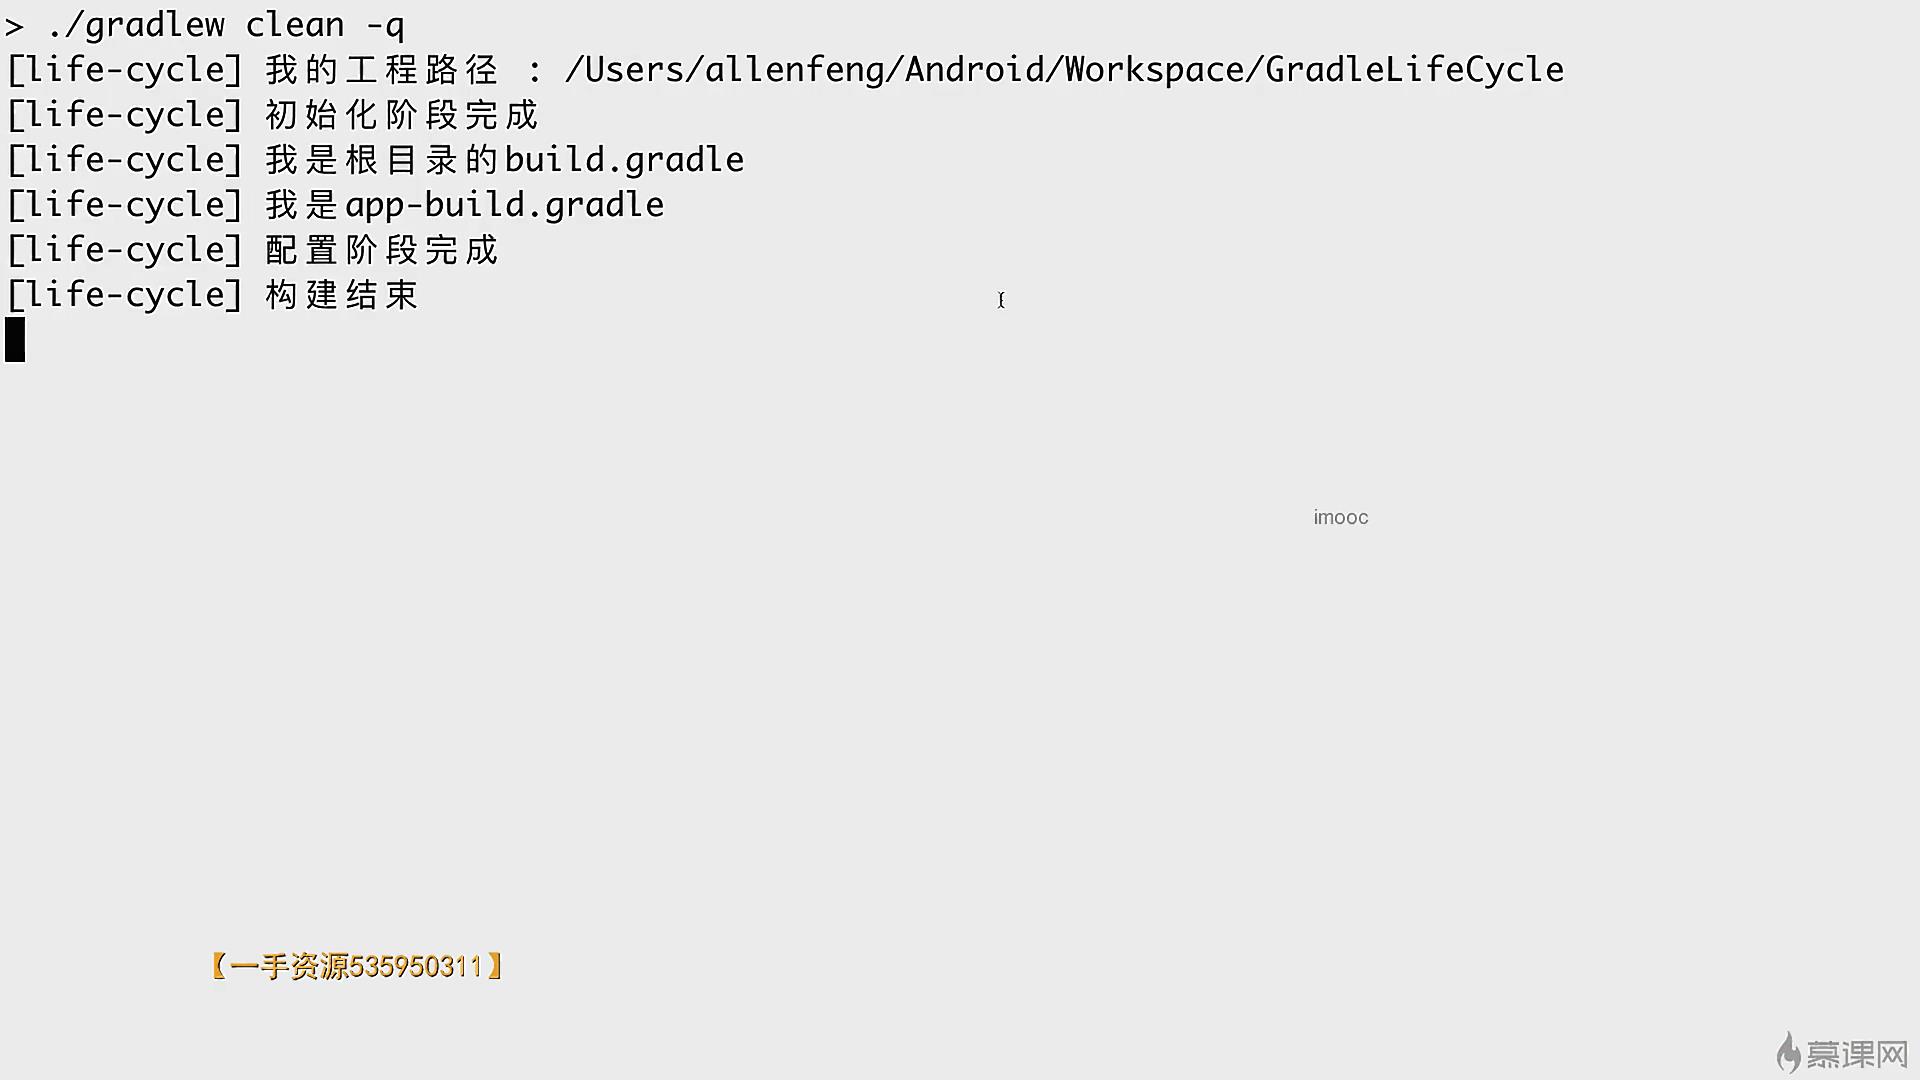 > ./gradlew clean -q
[life-cycle] 我的工程路径 : /Users/allenfeng/Android/Workspace/GradleLifeCycle
[life-cycle] 初始化阶段完成
[life-cycle] 我是根目录的build.gradle
[life-cycle] 我是app-build.gradle
[life-cycle] 配置阶段完成
[life-cycle] 构建结束
imooc
【一手资源535950311】
慕课网